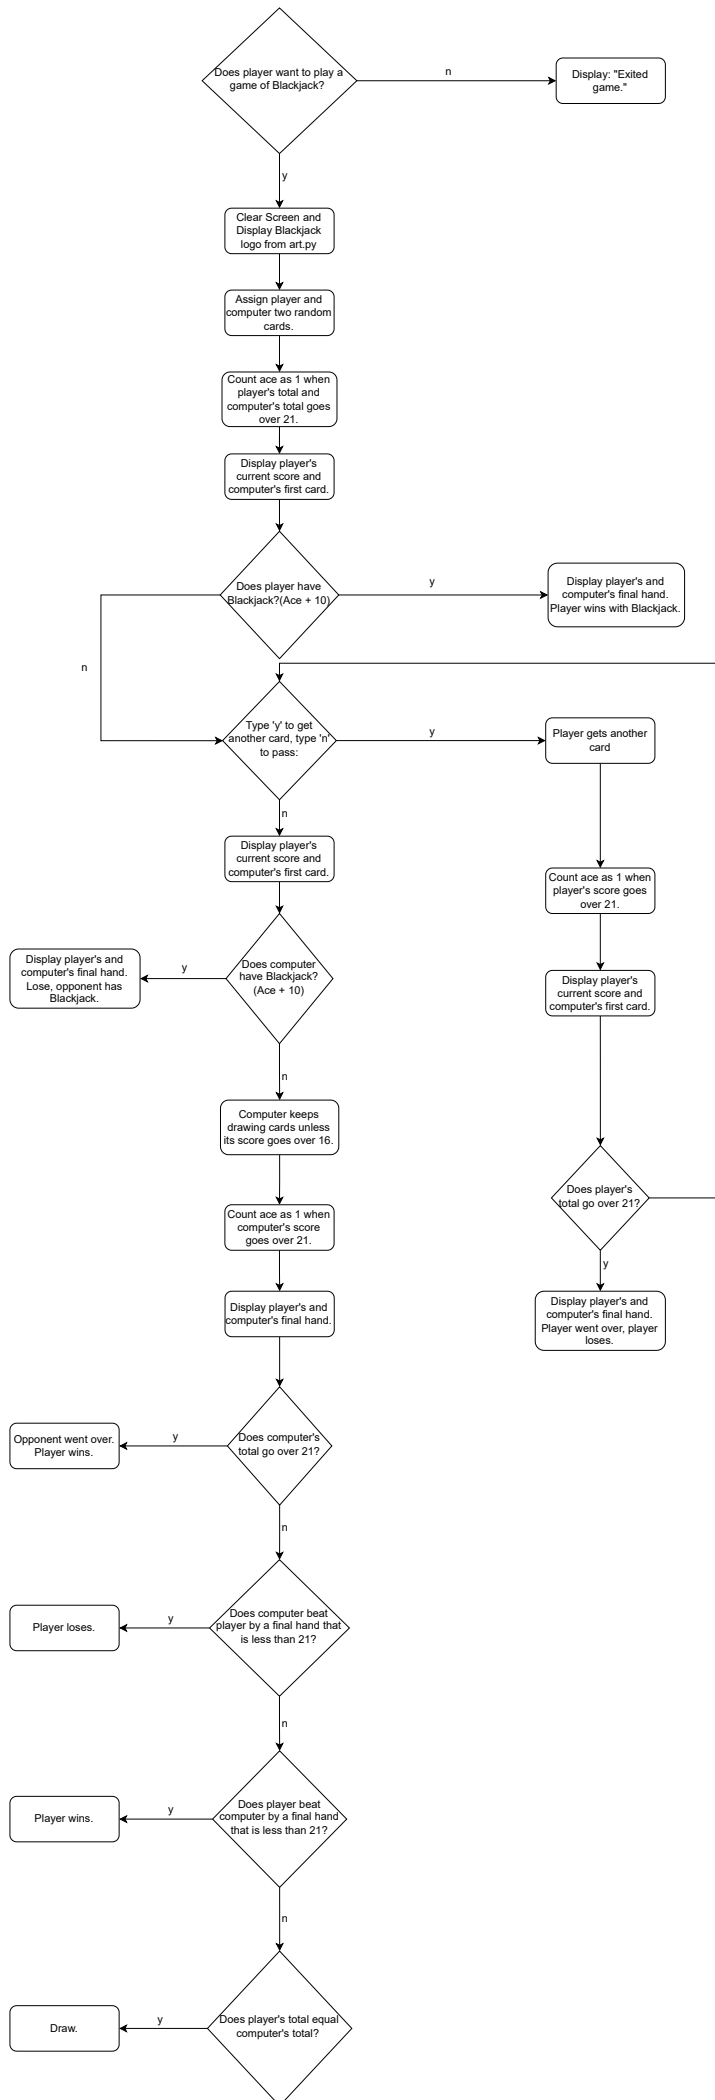 Does player want to play a
game of Blackjack?
n
Display: "Exited
game."
y
Clear Screen and
Display Blackjack
logo from art.py
Assign player and
computer two random
cards.
Count ace as 1 when
player's total and
computer's total goes
over 21.
Display player's
current score and
computer's first card.
Does player have
Blackjack?(Ace + 10)
y
Display player's and
computer's final hand.
Player wins with Blackjack.
n
Type 'y' to get
another card, type 'n'
to pass:
y
Player gets another
card
n
Display player's
current score and
computer's first card.
Count ace as 1 when
player's score goes
over 21.
Does computer
have Blackjack?
(Ace + 10)
y
Display player's and
computer's final hand.
Lose, opponent has
Blackjack.
Display player's
current score and
computer's first card.
n
Computer keeps
drawing cards unless
its score goes over 16.
Does player's
total go over 21?
Count ace as 1 when
computer's score
goes over 21.
y
Display player's and
computer's final hand.
Player went over, player
loses.
Display player's and
computer's final hand.
Does computer's
total go over 21?
y
Opponent went over.
Player wins.
n
Does computer beat
player by a final hand that
is less than 21?
y
Player loses.
n
Does player beat
computer by a final hand
that is less than 21?
y
Player wins.
n
Does player's total equal
computer's total?
y
Draw.